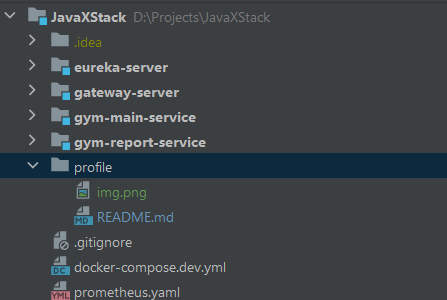 JavaXStack D:\Projects\JavaXStack
.idea
eureka-server
gateway-server
gym-main-service
gym-report-service
profile
img.png
MD README.md
.gitignore
DC docker-compose.dev.yml
YML prometheus.yaml